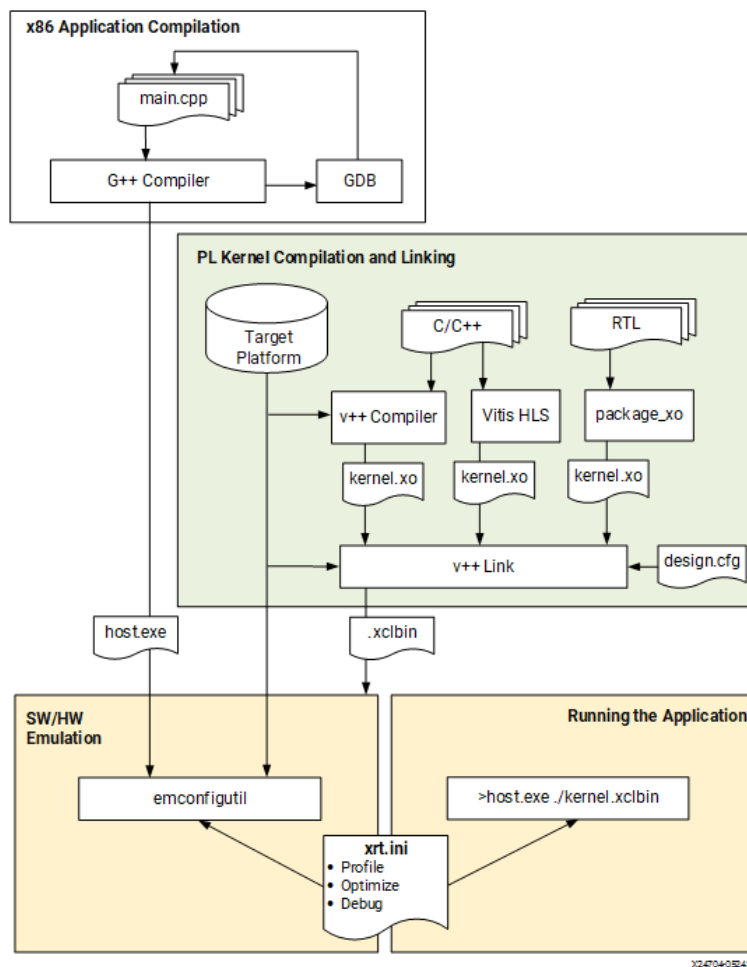 x86 Application Compilation
main.cpp
G++ Compiler
GDB
PL Kernel Compilation and Linking
Target
Platform
C/C++
RTL
v++ Compiler
Vitis HLS
package_xo
kernel.xo
kernel.xo
kernel.xo
v++ Link
design.cfg
host.exe
.xclbin
SW/HW
Emulation
Running the Application
emconfigutil
>host.exe ./kernel.xclbin
xrt.ini
• Profile
• Optimize
• Debug